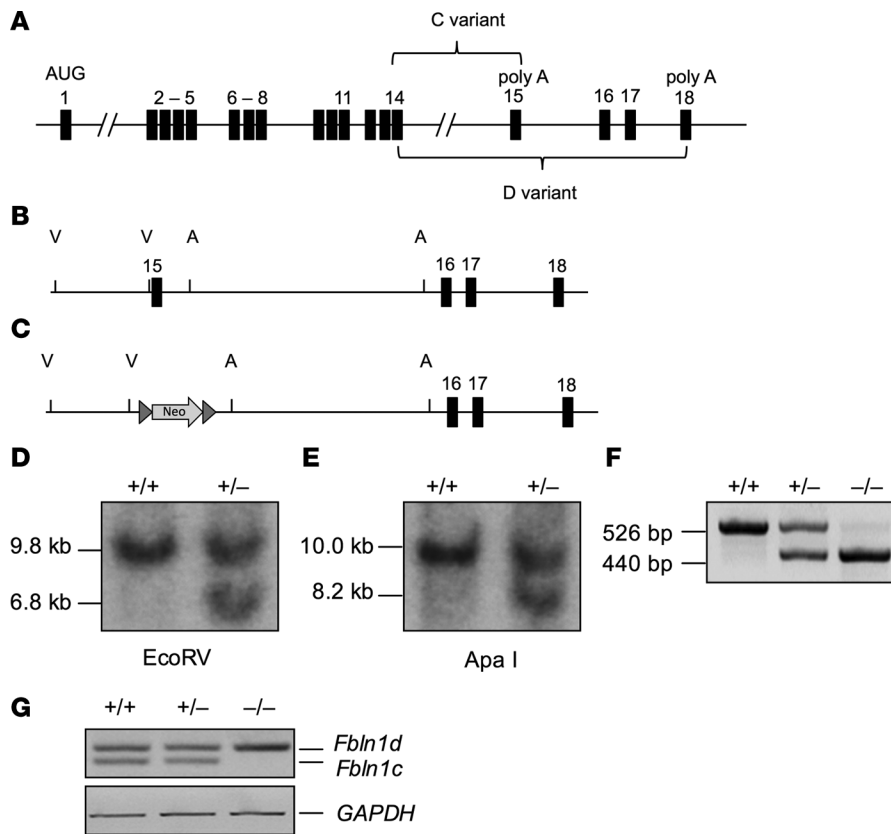 A
C variant
AUG
poly A
poly A
1
2 – 5
6 – 8
11
14
15
16
17
18
D variant
B
V
V
A
A
15
16
17
18
C
V
V
A
A
16
17
18
Neo
D
+/+
+/–
9.8 kb
6.8 kb
EcoRV
E
+/+
+/–
10.0 kb
8.2 kb
Apa I
F
+/+
+/–
–/–
526 bp
440 bp
G
+/+
+/–
–/–
Fbln1d
Fbln1c
GAPDH